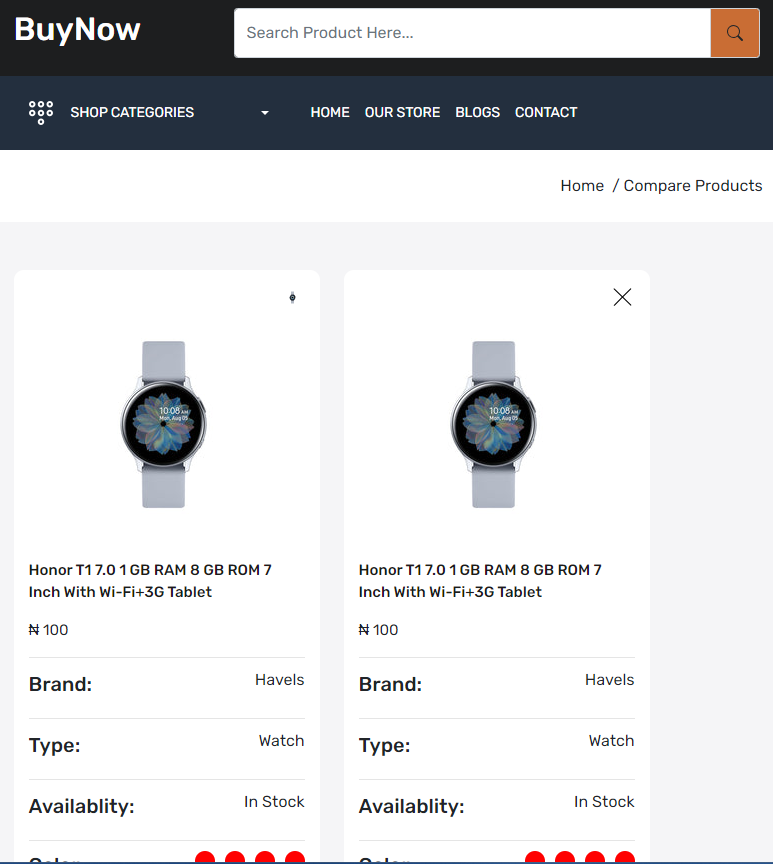 BuyNow
Search Product Here...
SHOP CATEGORIES
HOME OUR STORE BLOGS CONTACT
Home / Compare Products
10:08 AM
Mon, Aug 05
Honor T1 7.0 1 GB RAM 8 GB ROM 7
Inch With Wi-Fi+3G Tablet
₦ 100
Brand: Havels
Type: Watch
Availablity: In Stock
Color:
10:08 AM
Mon, Aug 05
Honor T1 7.0 1 GB RAM 8 GB ROM 7
Inch With Wi-Fi+3G Tablet
₦ 100
Brand: Havels
Type: Watch
Availablity: In Stock
Color: